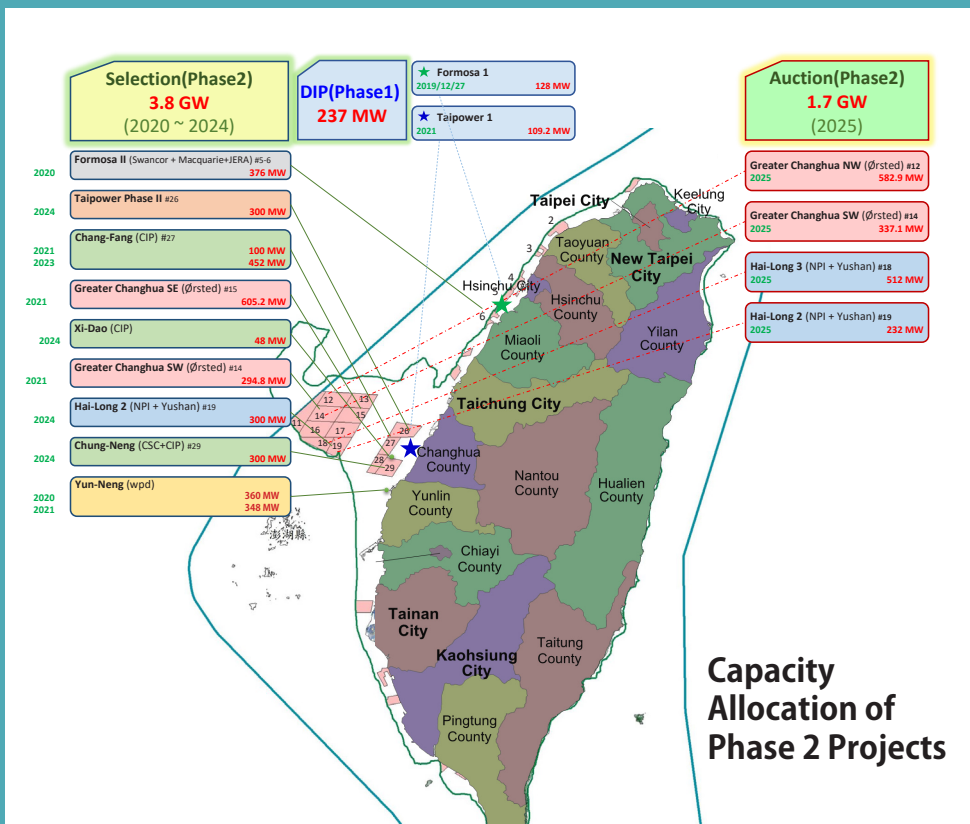 Selection(Phase2)
3.8 GW
(2020 ~ 2024)
DIP(Phase1)
237 MW
Formosa 1
2019/12/27 128 MW
Taipower 1
2021 109.2 MW
Auction(Phase2)
1.7 GW
(2025)
Formosa II (Swancor + Macquarie+JERA) #5-6
2020 376 MW
Taipower Phase II #26
2024 300 MW
Chang-Fang (CIP) #27
2021 100 MW
2023 452 MW
Greater Changhua SE (Ørsted) #15
2021 605.2 MW
Xi-Dao (CIP)
2024 48 MW
Greater Changhua SW (Ørsted) #14
2021 294.8 MW
Hai-Long 2 (NPI + Yushan) #19
2024 300 MW
Chung-Neng (CSC+CIP) #29
2024 300 MW
Yun-Neng (wpd)
2020 360 MW
2021 348 MW
Greater Changhua NW (Ørsted) #12
2025 582.9 MW
Greater Changhua SW (Ørsted) #14
2025 337.1 MW
Hai-Long 3 (NPI + Yushan) #18
2025 512 MW
Hai-Long 2 (NPI + Yushan) #19
2025 232 MW
Taipei City
Keelung
City
2
Taoyuan
County
New Taipei
City
3
4
Hsinchu City
5
6
Hsinchu
County
Yilan
County
Miaoli
County
Taichung City
12
13
14
15
11
16
17
18
19
26
27
28
29
Changhua
County
Nantou
County
Hualien
County
Yunlin
County
澎湖縣
Chiayi
County
Tainan
City
Kaohsiung
City
Taitung
County
Pingtung
County
Capacity
Allocation of
Phase 2 Projects